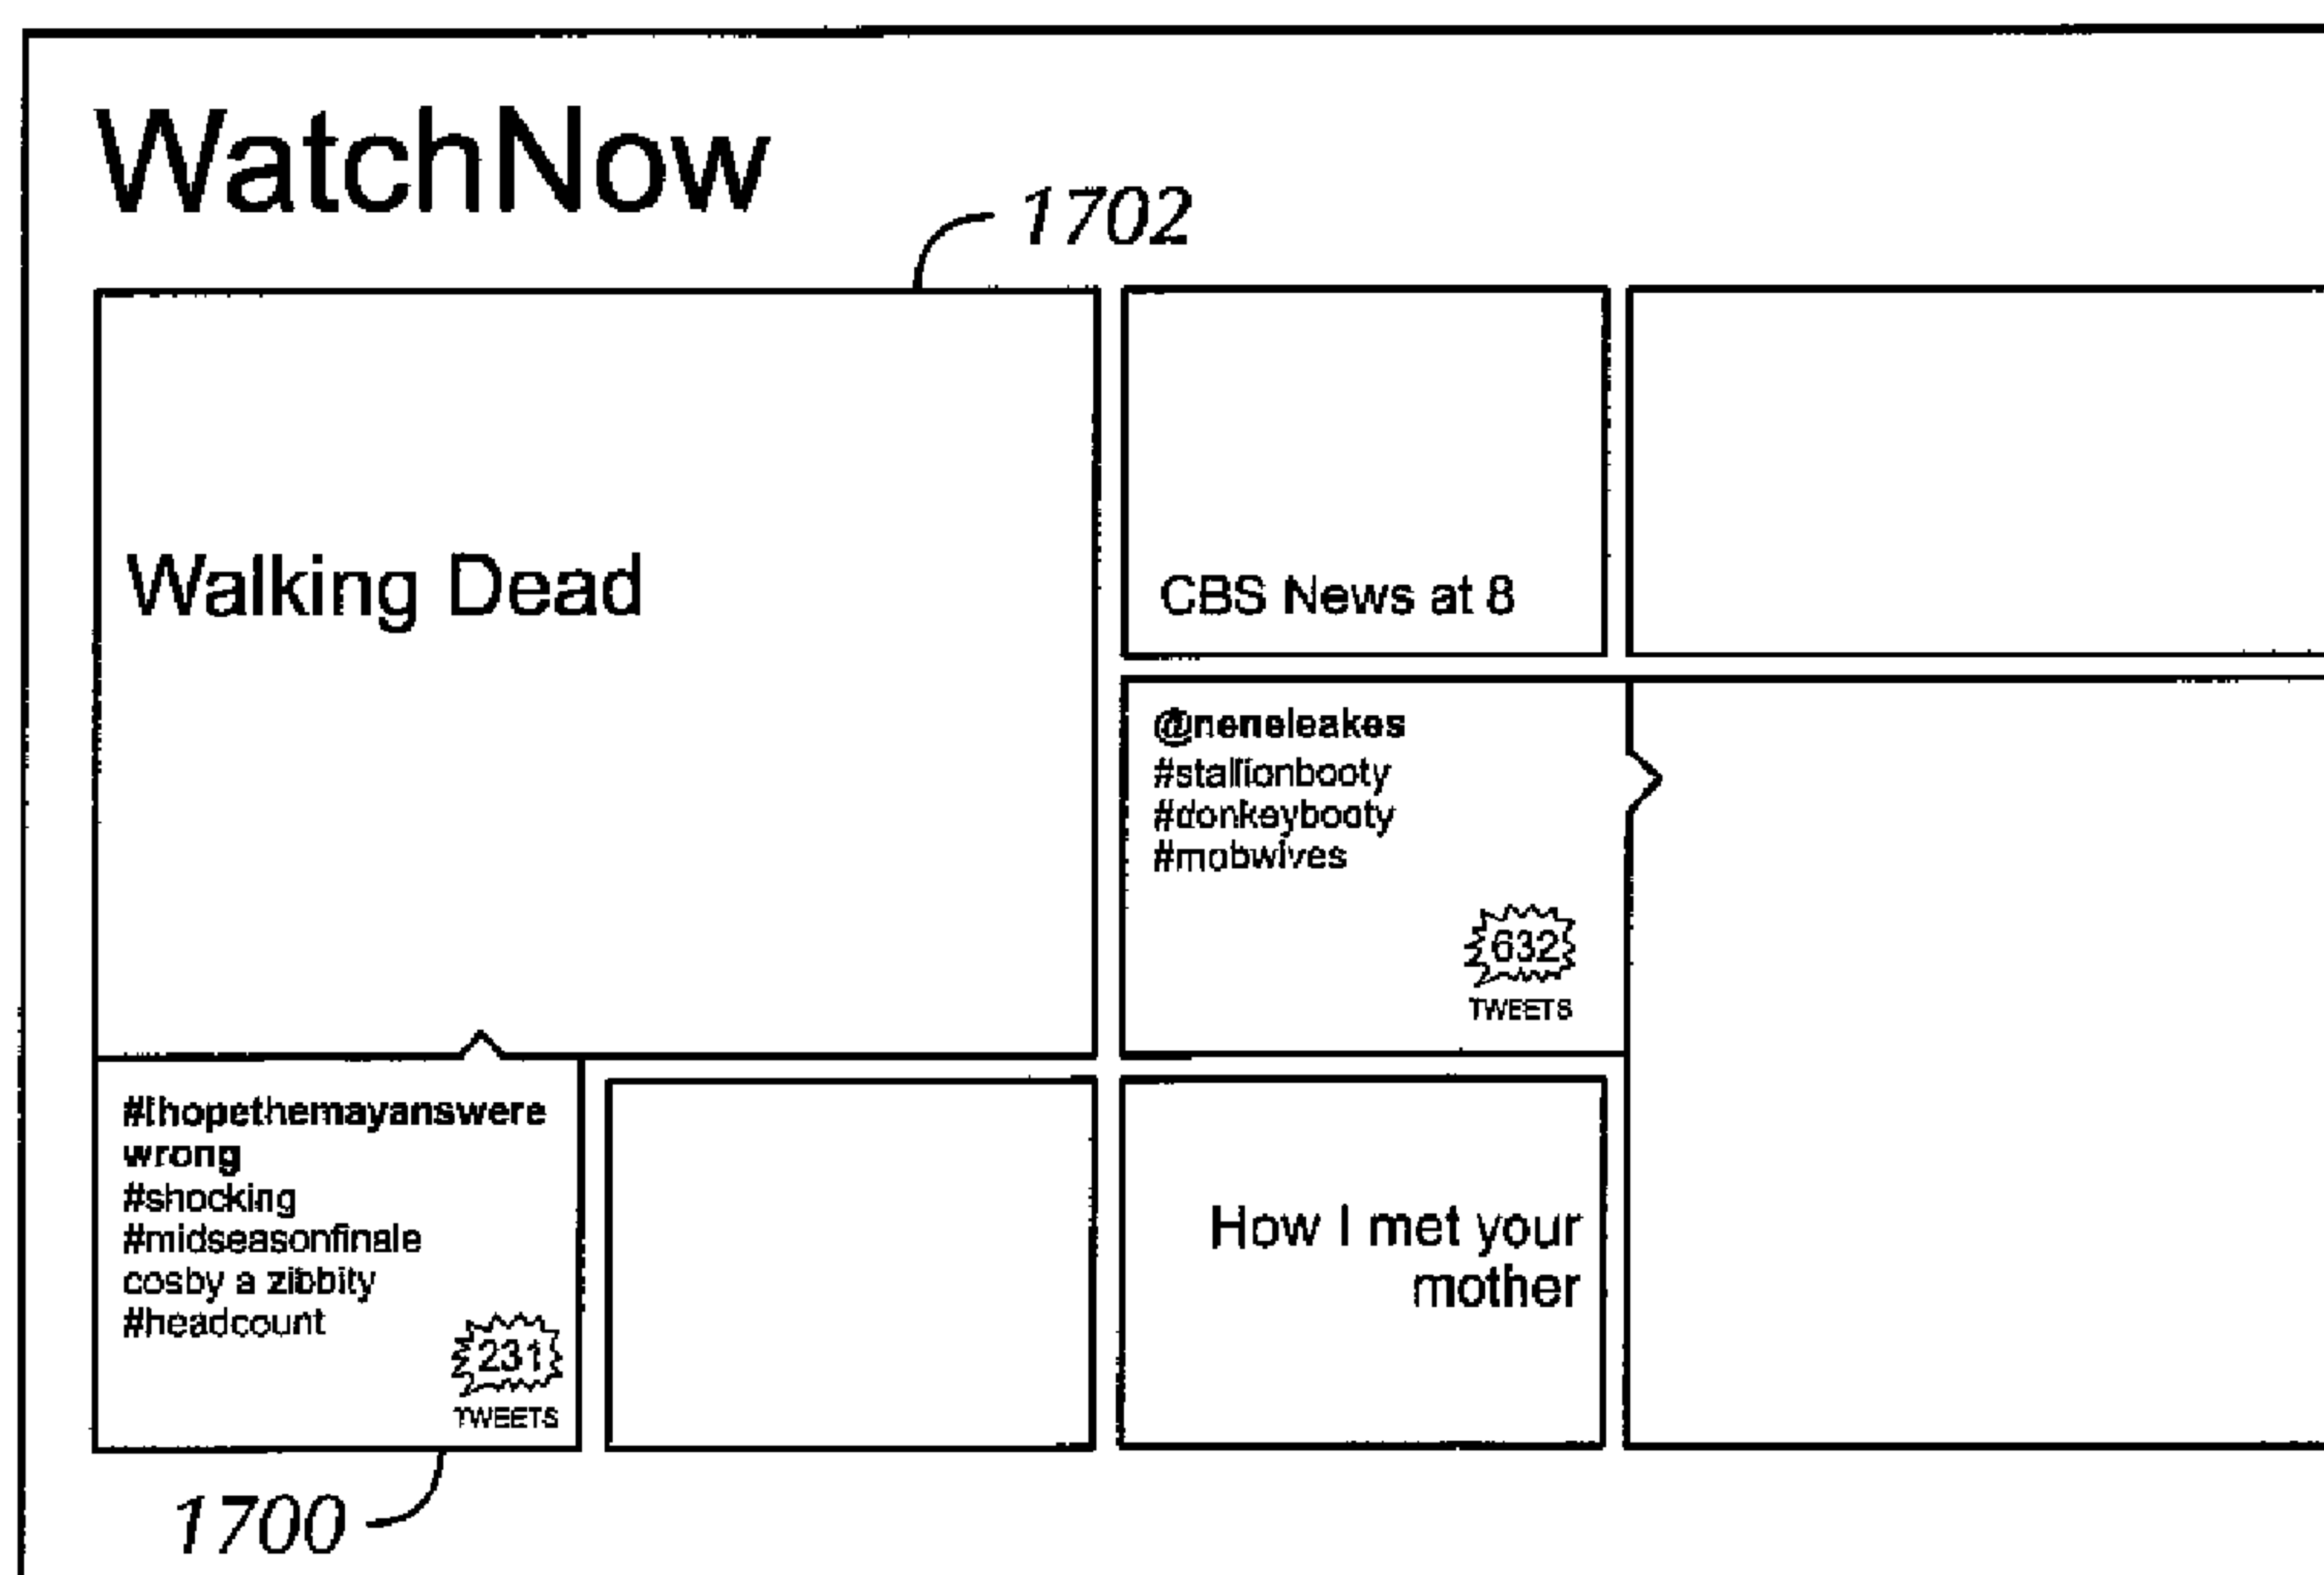 WatchNow
1702
Walking Dead
CBS News at 8
@neneleakes
#stallionbooty
#donkeybooty
#mobwives
632
TWEETS
#Ihopethemayanswere
wrong
#shocking
#midseasonfinale
cosby a zibbity
#headcount
231
TWEETS
How I met your
mother
1700